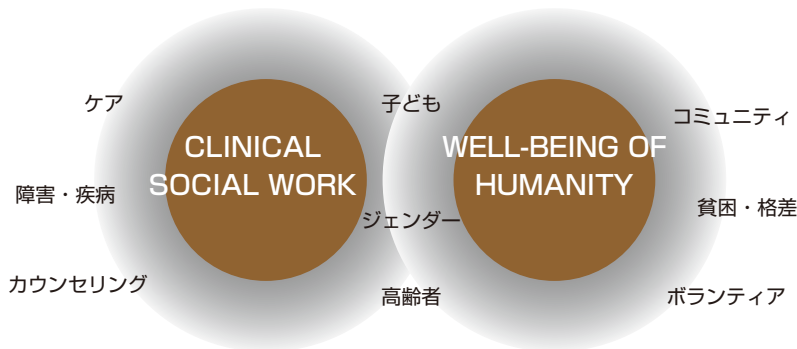 ケア
障害・疾病
カウンセリング
CLINICAL
SOCIAL WORK
子ども
ジェンダー
高齢者
WELL-BEING OF
HUMANITY
コミュニティ
貧困・格差
ボランティア